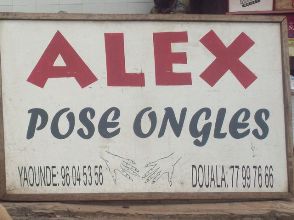 ALEX
POSE ONGLES
YAOUNDE: 96 04 53 56 DOUALA: 77 99 76 66